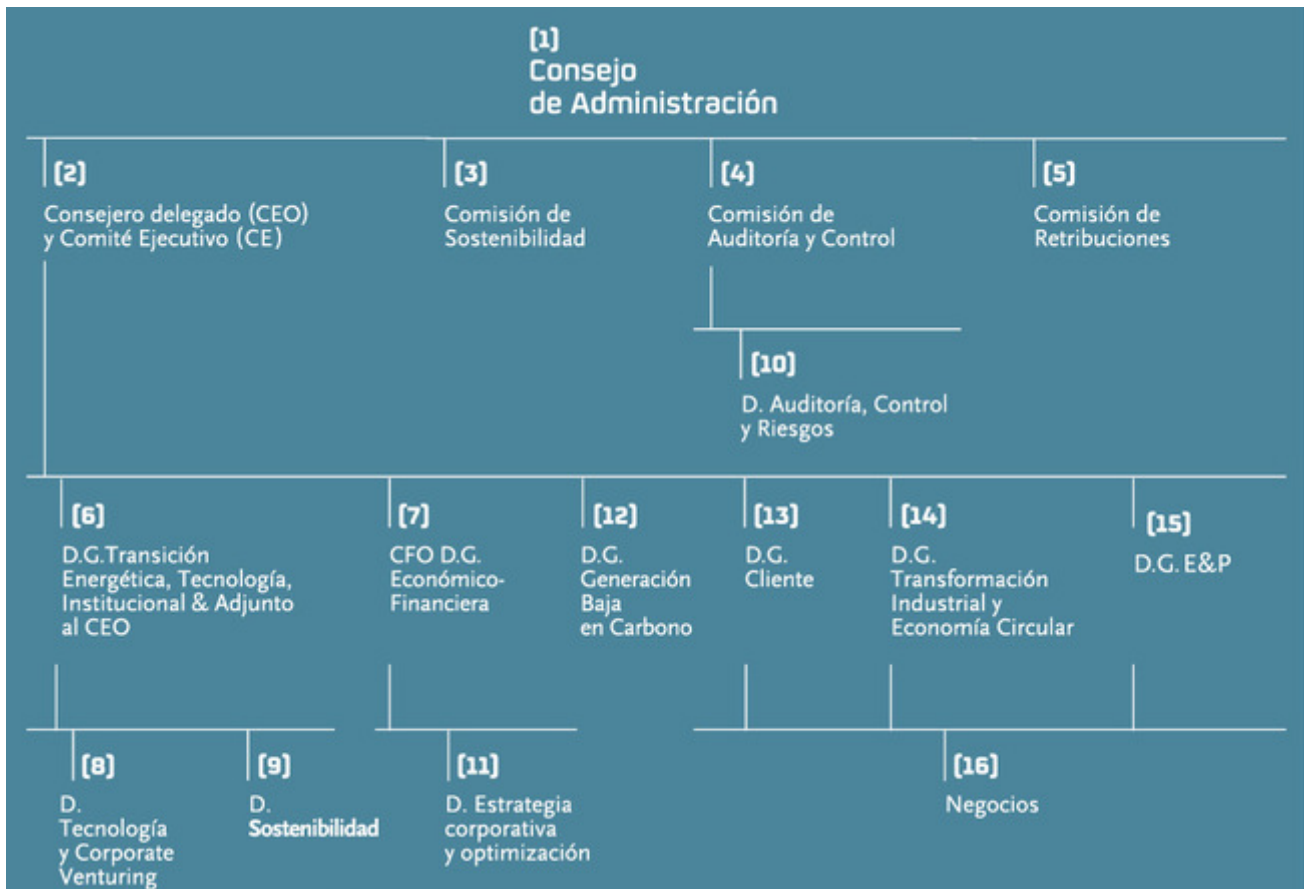 [1]
Consejo
de Administración
[2]
Consejero delegado (CEO)
y Comité Ejecutivo (CE)
[3]
Comisión de
Sostenibilidad
[4]
Comisión de
Auditoría y Control
[5]
Comisión de
Retribuciones
[10]
D. Auditoría, Control
y Riesgos
[6]
D.G.Transición
Energética, Tecnología,
Institucional & Adjunto
al CEO
[7]
CFO D.G.
Económico-
Financiera
[12]
D.G.
Generación
Baja
en Carbono
[13]
D.G.
Cliente
[14]
D.G.
Transformación
Industrial y
Economía Circular
[15]
D.G. E&P
[8]
D.
Tecnología
y Corporate
Venturing
[9]
D.
Sostenibilidad
[11]
D. Estrategia
corporativa
y optimización
[16]
Negocios